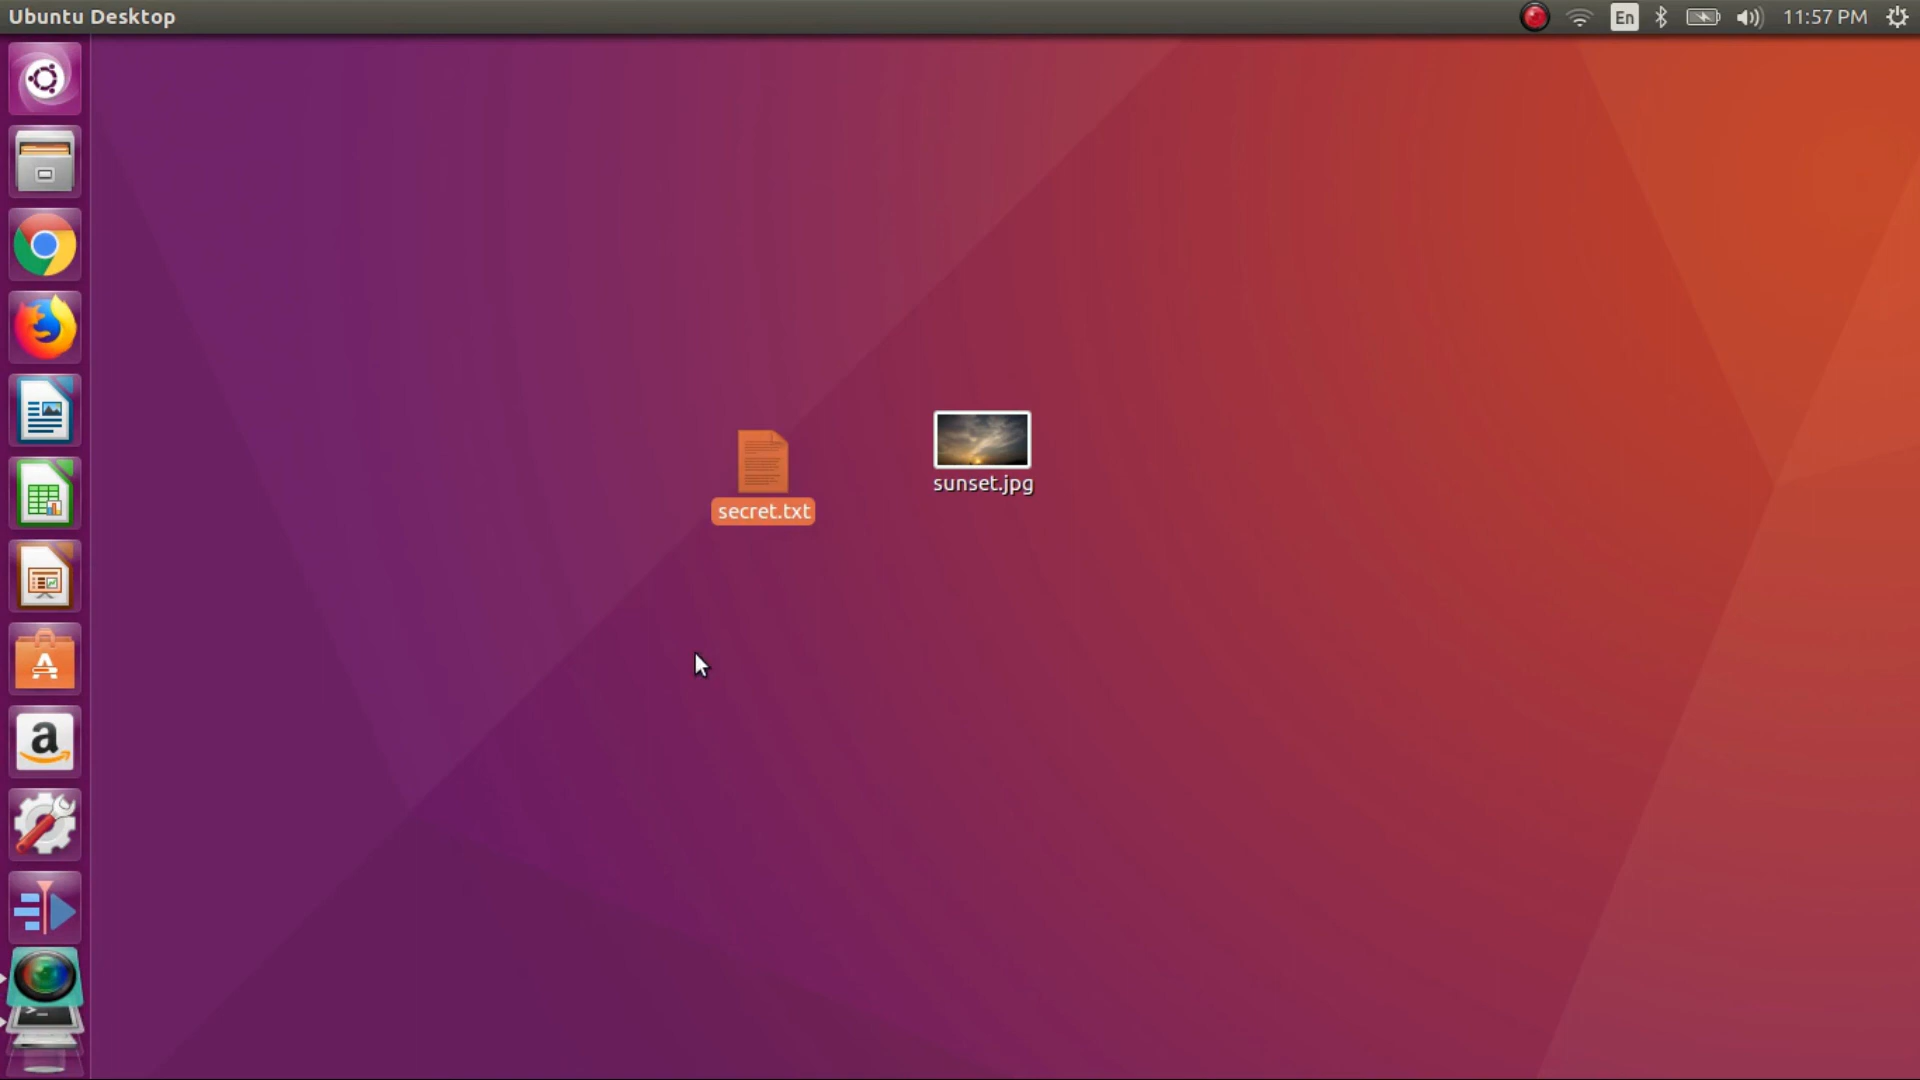 Ubuntu Desktop
En
11:57 PM
sunset.jpg
secret.txt
A
a
>_